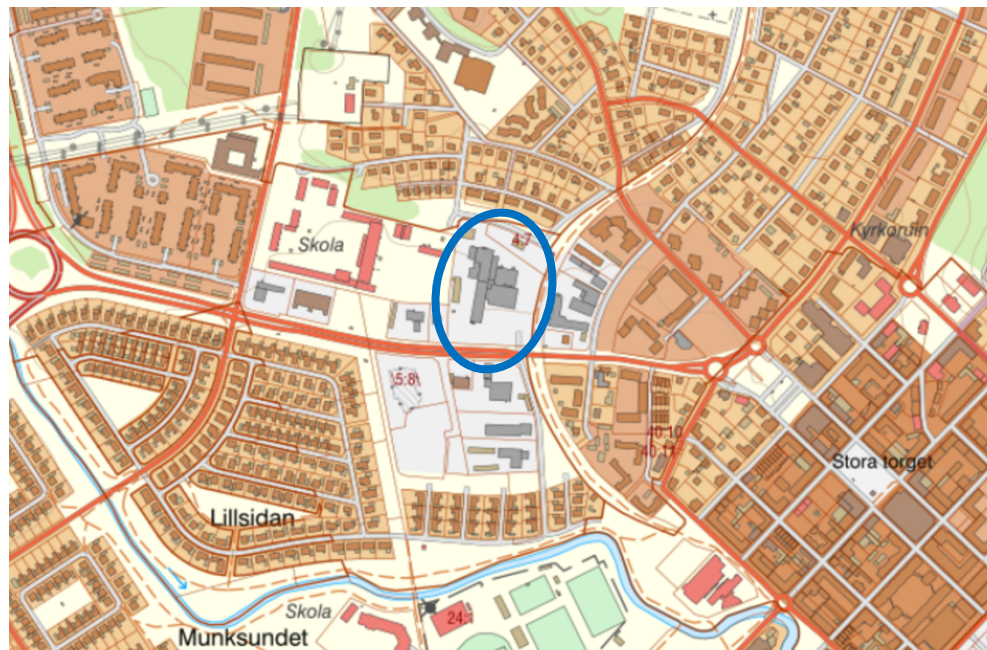 Kyrkoruin
4:7
Skola
5:8
40:10
40:11
Stora torget
Lillsidan
Skola
24:1
Munksundet